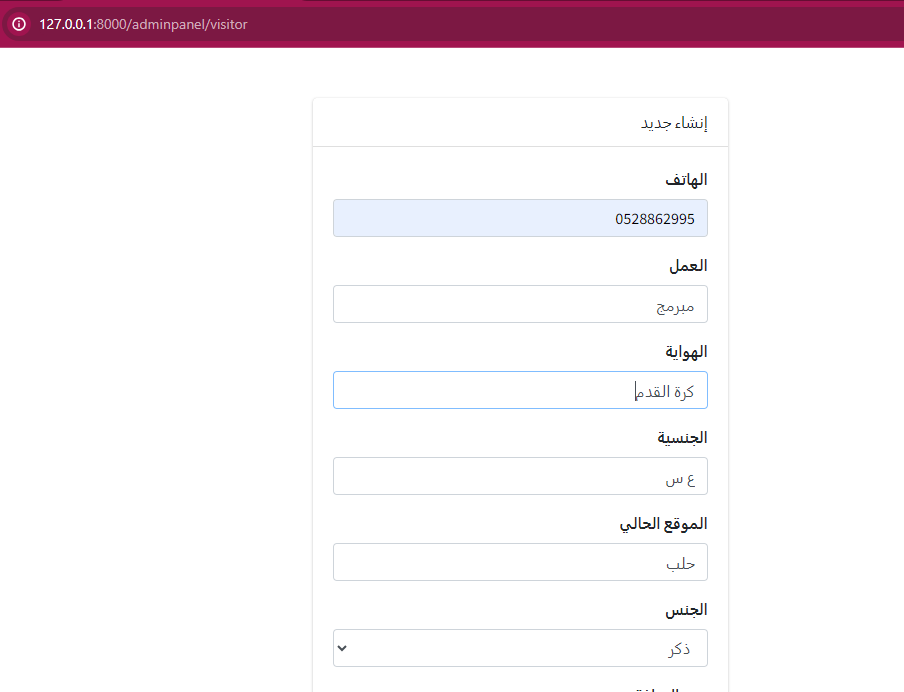 127.0.0.1:8000/adminpanel/visitor
إنشاء جديد
الهاتف
0528862995
العمل
مبرمج
الهواية
كرة القدم
الجنسية
ع س
الموقع الحالي
حلب
الجنس
ذكر